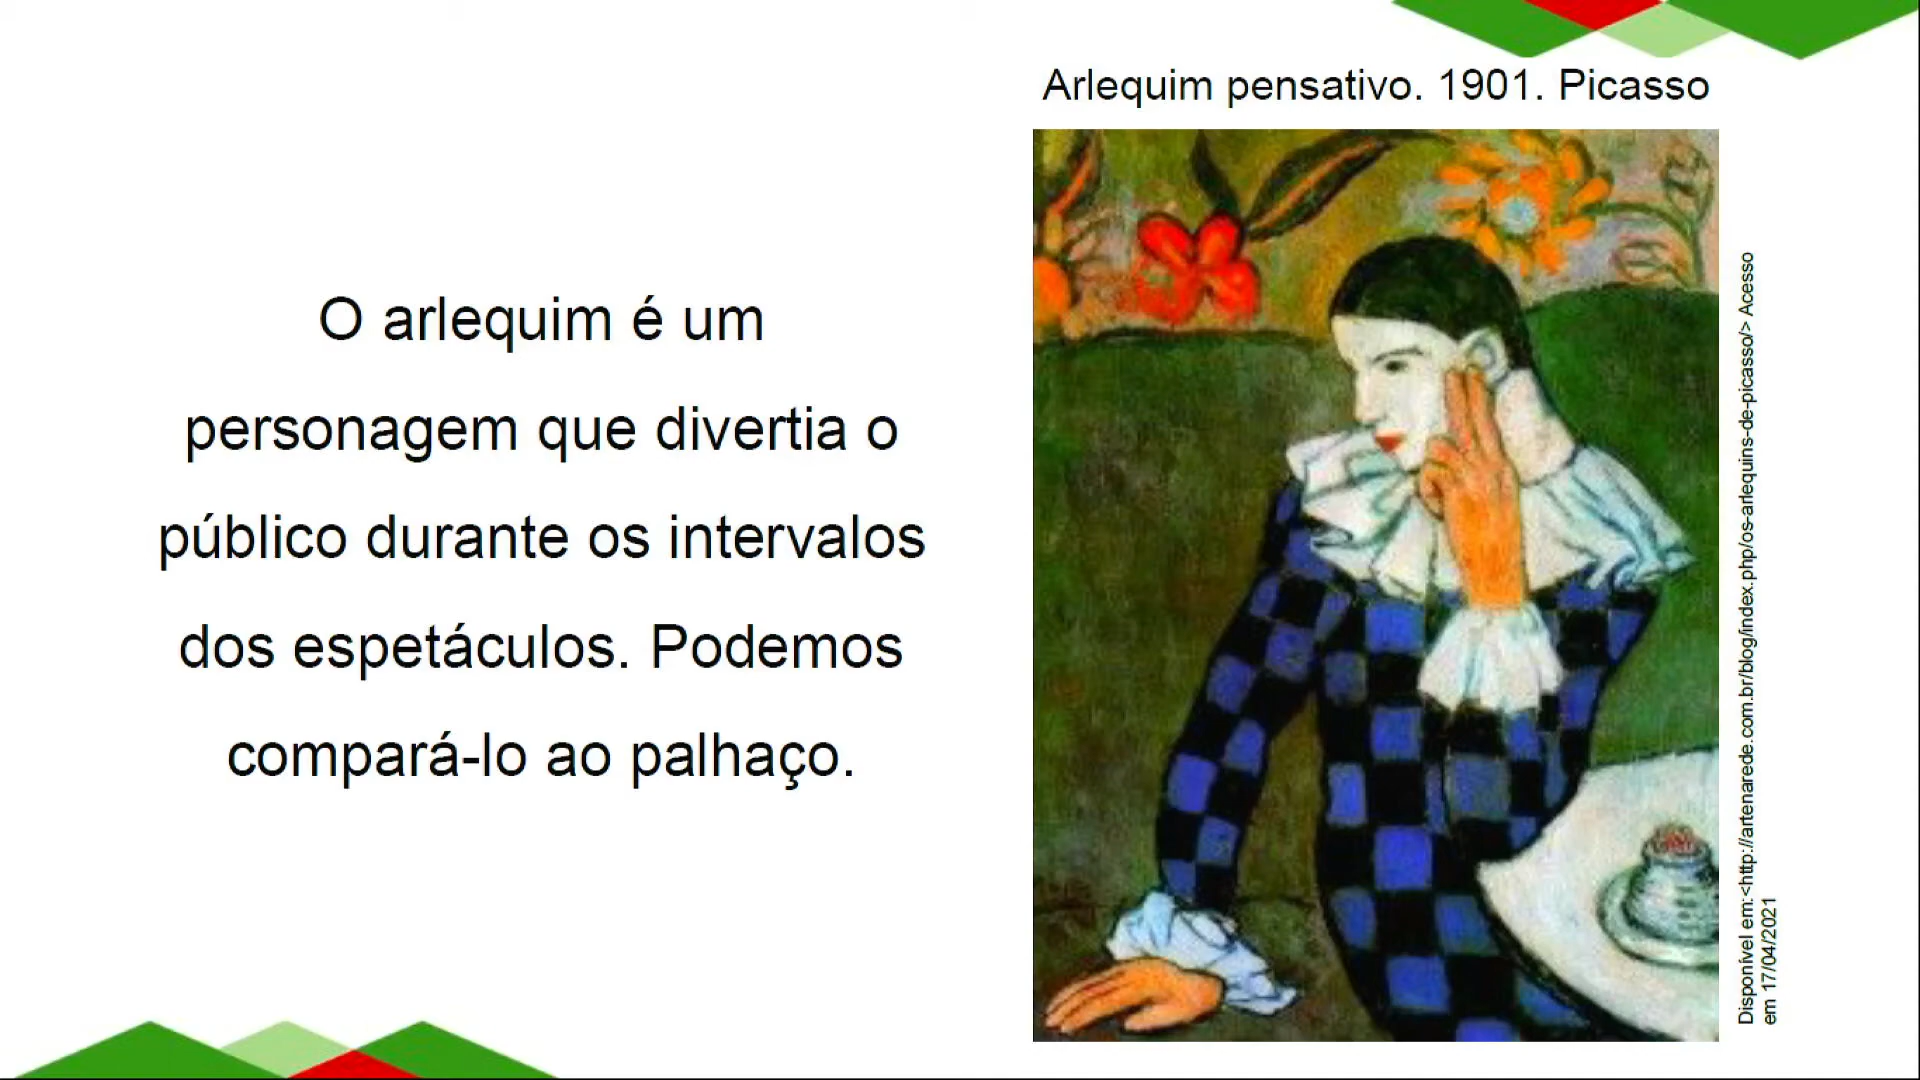 Arlequim pensativo. 1901. Picasso
O arlequim é um
personagem que divertia o
público durante os intervalos
dos espetáculos. Podemos
compará-lo ao palhaço.
Disponível em:<http://artenarede.com.br/blog/index.php/os-arlequins-de-picasso/> Acesso
em 17/04/2021